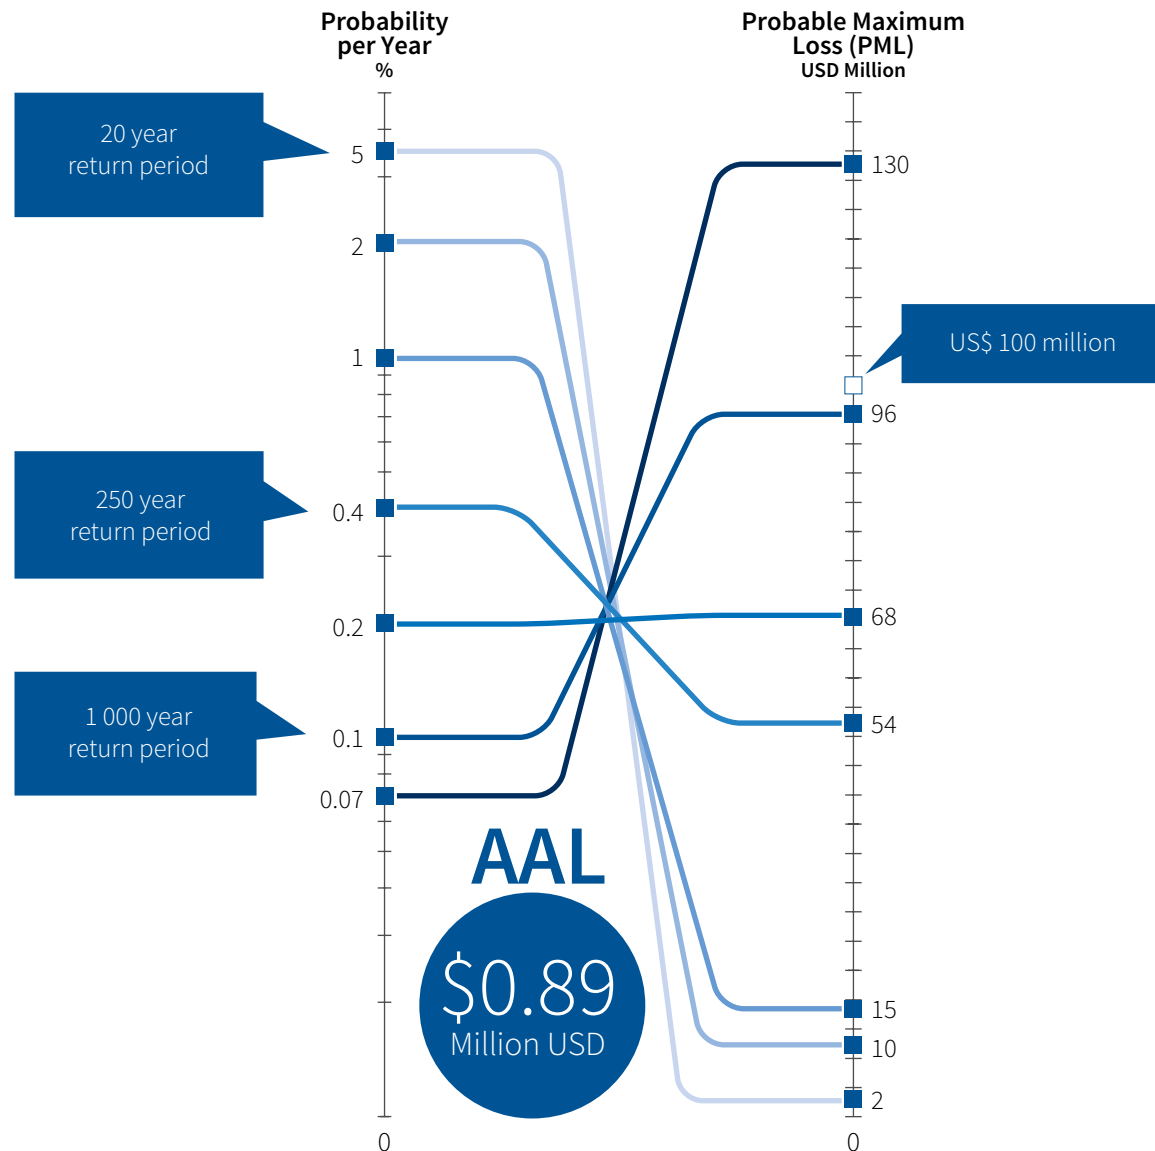 Probability
per Year
%
Probable Maximum
Loss (PML)
USD Million
20 year
return period
5
130
2
US$ 100 million
1
96
250 year
return period
0.4
0.2
68
1 000 year
return period
0.1
54
0.07
AAL
$0.89
Million USD
15
10
2
0
0